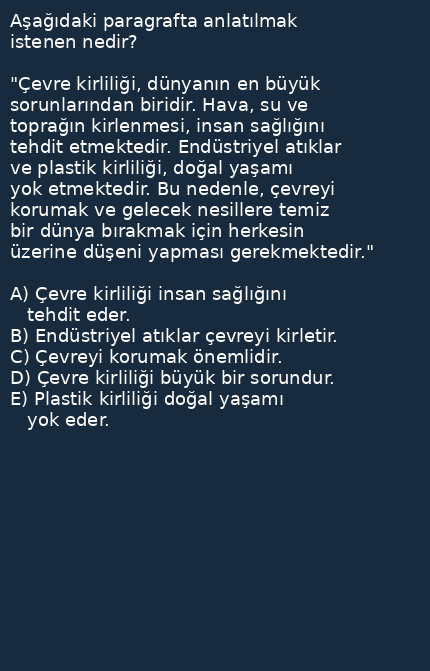 Aşağıdaki paragrafta anlatılmak
istenen nedir?

"Çevre kirliliği, dünyanın en büyük
sorunlarından biridir. Hava, su ve
toprağın kirlenmesi, insan sağlığını
tehdit etmektedir. Endüstriyel atıklar
ve plastik kirliliği, doğal yaşamı
yok etmektedir. Bu nedenle, çevreyi
korumak ve gelecek nesillere temiz
bir dünya bırakmak için herkesin
üzerine düşeni yapması gerekmektedir."

A) Çevre kirliliği insan sağlığını
tehdit eder.
B) Endüstriyel atıklar çevreyi kirletir.
C) Çevreyi korumak önemlidir.
D) Çevre kirliliği büyük bir sorundur.
E) Plastik kirliliği doğal yaşamı
yok eder.